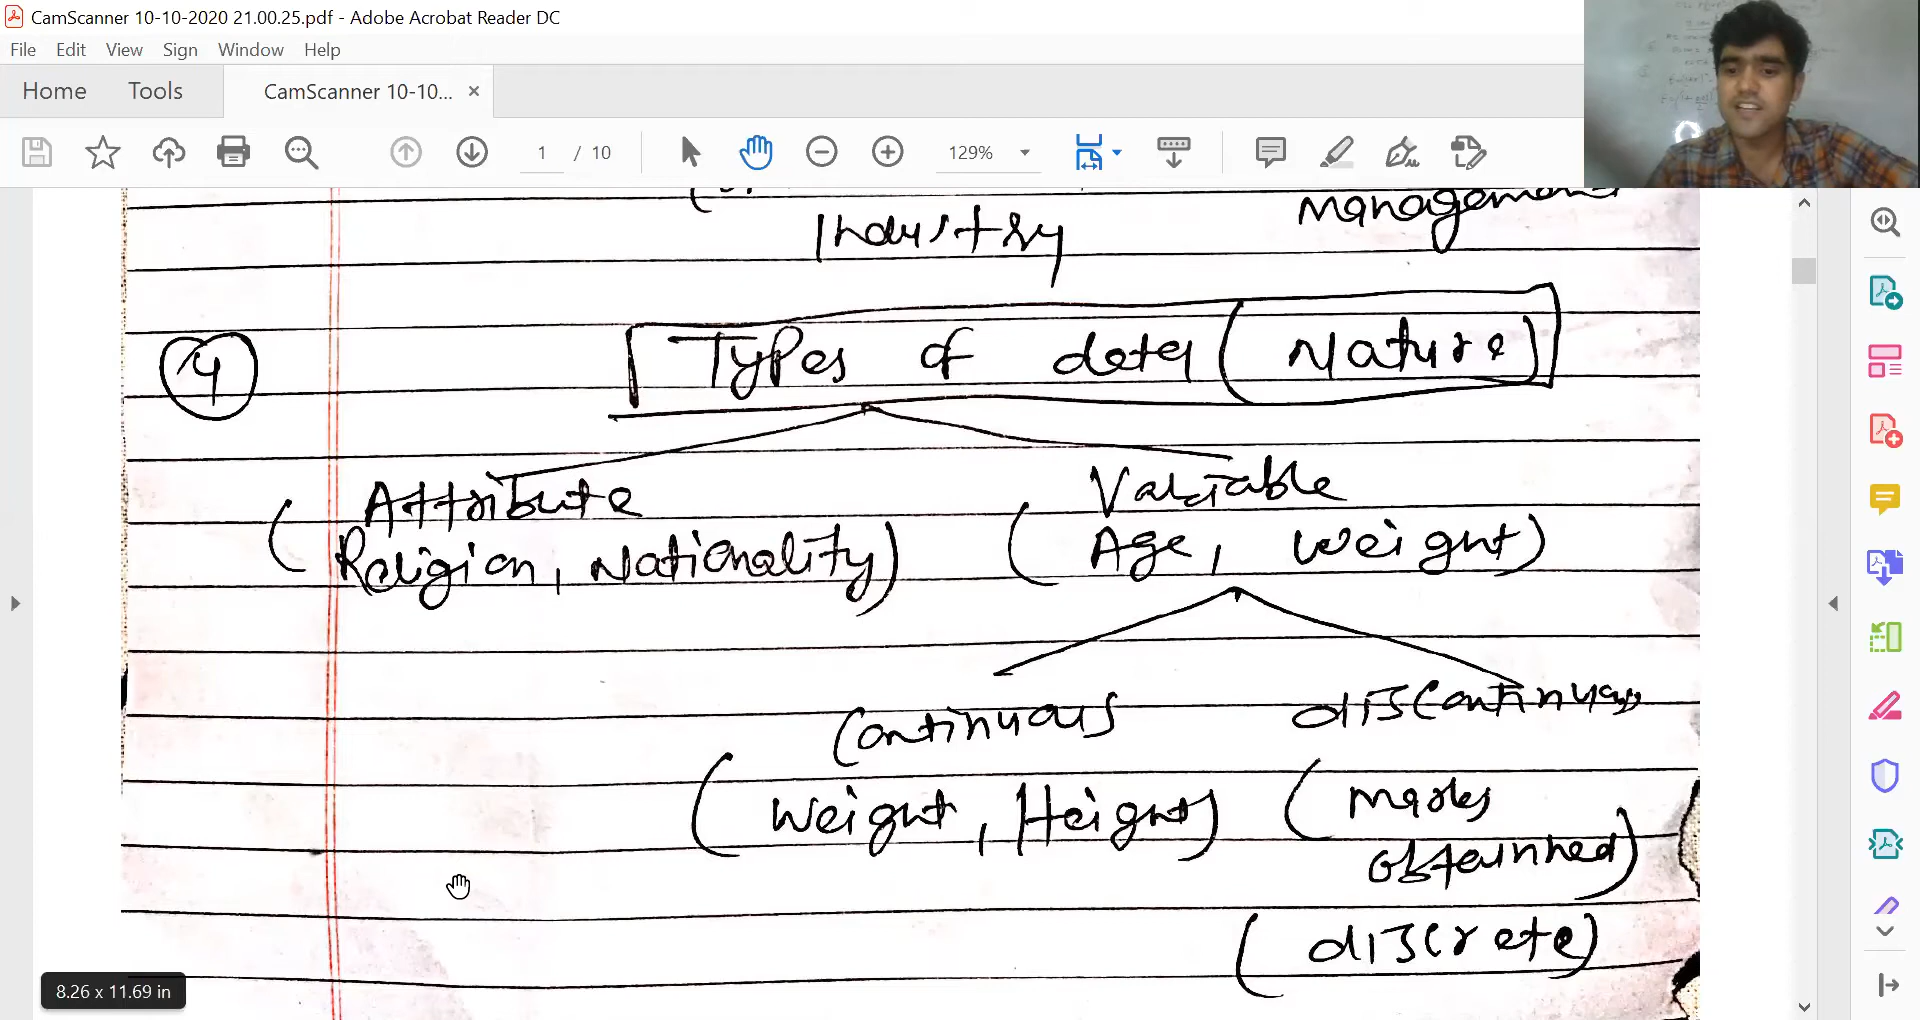 CamScanner 10-10-2020 21.00.25.pdf - Adobe Acrobat Reader DC
File Edit View Sign Window Help
Home Tools CamScanner 10-10... ×
1 / 10 129%
Industry
management
4 Types of data (Nature)
Attribute Variable
(Religion, Nationality) (Age, Weight)
Continuous discontinuous
(Weight, Height) (Marks
obtainned)
(discrete)
8.26 x 11.69 in